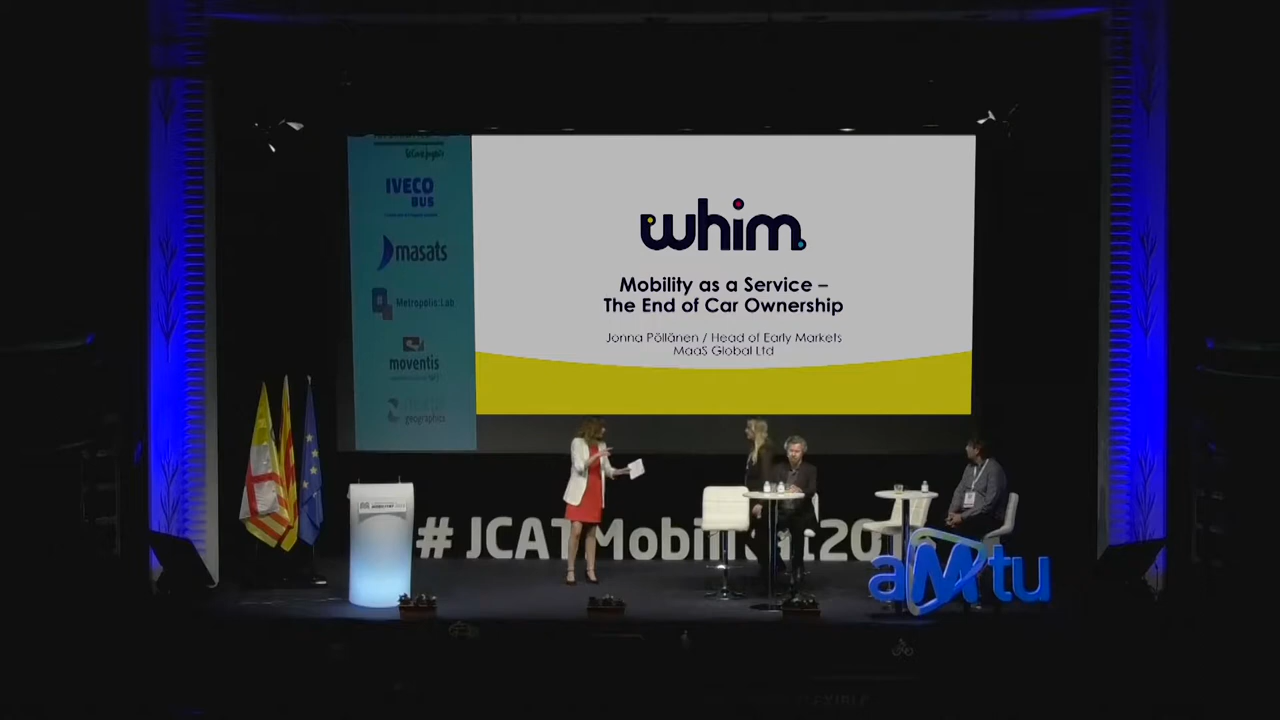 IVECO
BUS
masats
Metropolis:Lab
moventis
geographics
whim.
Mobility as a Service –
The End of Car Ownership
Jonna Pöllänen / Head of Early Markets
MaaS Global Ltd
# JCATMobilitat20
aMtu